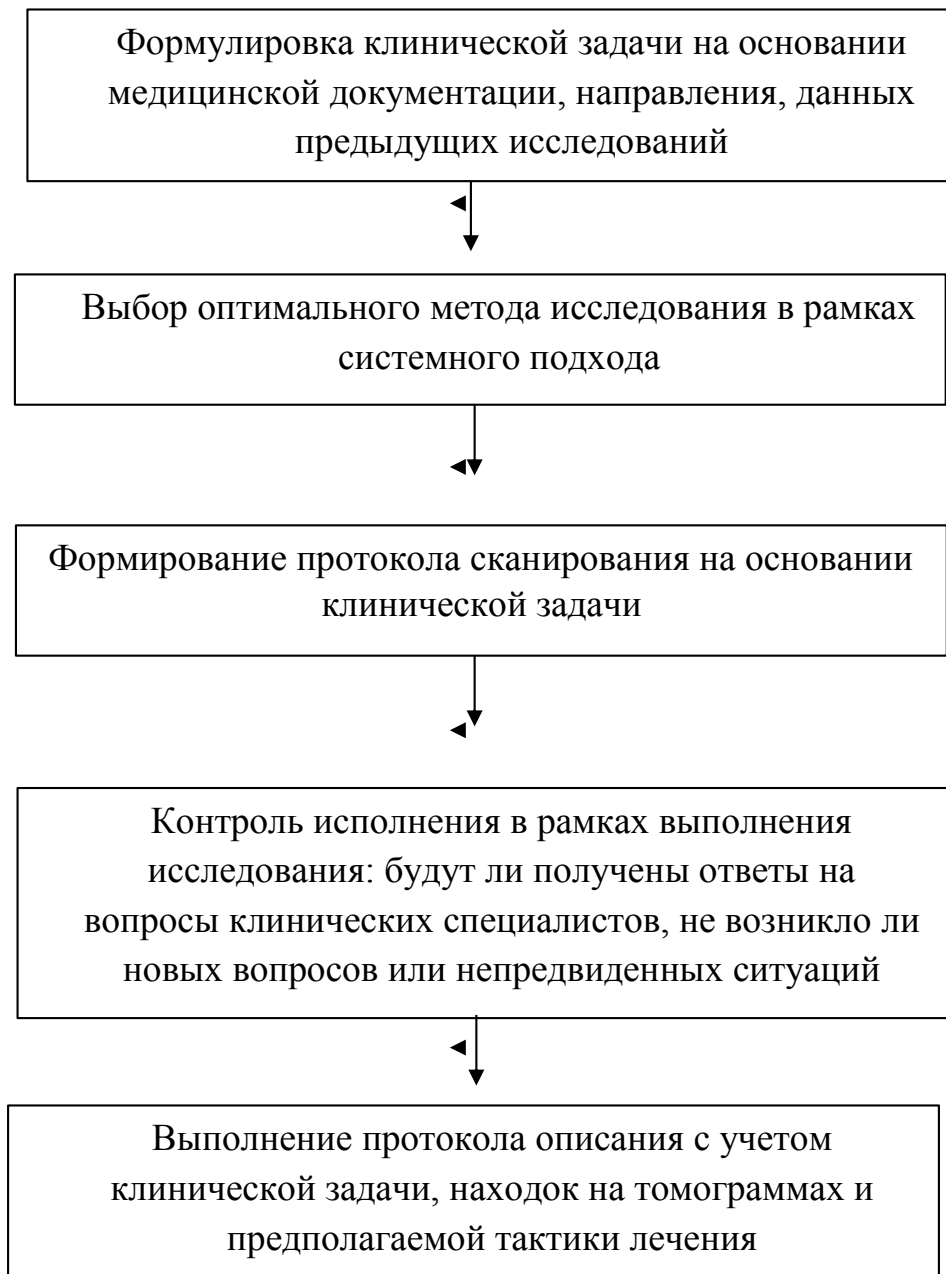 Формулировка клинической задачи на основании
медицинской документации, направления, данных
предыдущих исследований
Выбор оптимального метода исследования в рамках
системного подхода
Формирование протокола сканирования на основании
клинической задачи
Контроль исполнения в рамках выполнения
исследования: будут ли получены ответы на
вопросы клинических специалистов, не возникло ли
новых вопросов или непредвиденных ситуаций
Выполнение протокола описания с учетом
клинической задачи, находок на томограммах и
предполагаемой тактики лечения